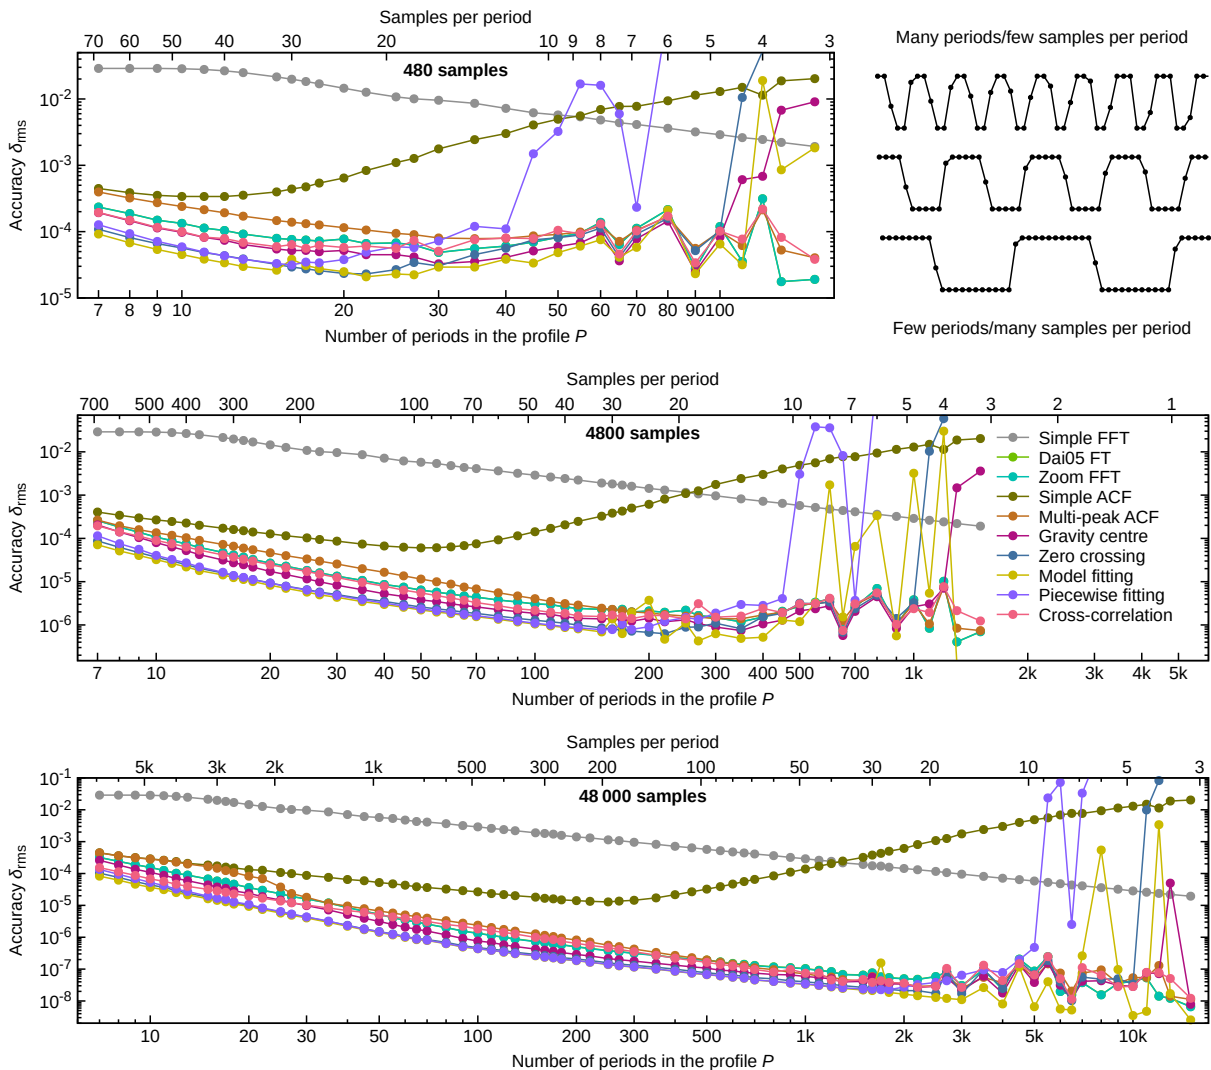 Samples per period
70 60 50 40 30 20 10 9 8 7 6 5 4 3
480 samples
Accuracy δrms
10-2
10-3
10-4
10-5
7 8 9 10 20 30 40 50 60 70 80 90 100
Number of periods in the profile P
Many periods/few samples per period
Few periods/many samples per period
Samples per period
700 500 400 300 200 100 50 40 30 20 10 7 5 4 3 2 1
4800 samples
Accuracy δrms
10-2
10-3
10-4
10-5
10-6
Simple FFT
Dai05 FT
Zoom FFT
Simple ACF
Multi-peak ACF
Gravity centre
Zero crossing
Model fitting
Piecewise fitting
Cross-correlation
7 10 20 30 40 50 70 100 200 300 400 500 700 1k 2k 3k 4k 5k
Number of periods in the profile P
Samples per period
5k 3k 2k 1k 500 300 200 100 50 30 20 10 5 3
48 000 samples
Accuracy δrms
10-1
10-2
10-3
10-4
10-5
10-6
10-7
10-8
10 20 30 50 100 200 300 500 1k 2k 3k 5k 10k
Number of periods in the profile P